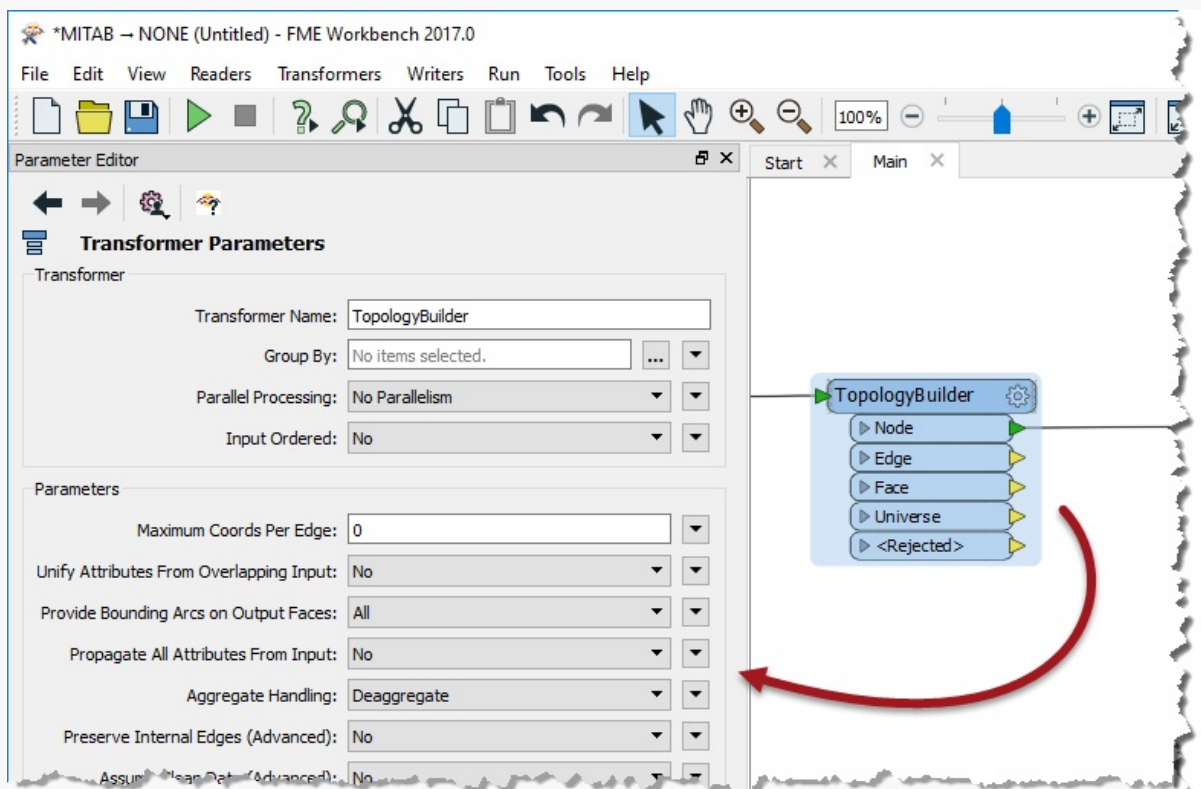 *MITAB → NONE (Untitled) - FME Workbench 2017.0
File Edit View Readers Transformers Writers Run Tools Help
100%
Parameter Editor
Start Main
Transformer Parameters
Transformer
Transformer Name: TopologyBuilder
Group By: No items selected. ...
Parallel Processing: No Parallelism
Input Ordered: No
Parameters
Maximum Coords Per Edge: 0
Unify Attributes From Overlapping Input: No
Provide Bounding Arcs on Output Faces: All
Propagate All Attributes From Input: No
Aggregate Handling: Deaggregate
Preserve Internal Edges (Advanced): No
Assume Clean Data (Advanced): No
TopologyBuilder
Node
Edge
Face
Universe
<Rejected>